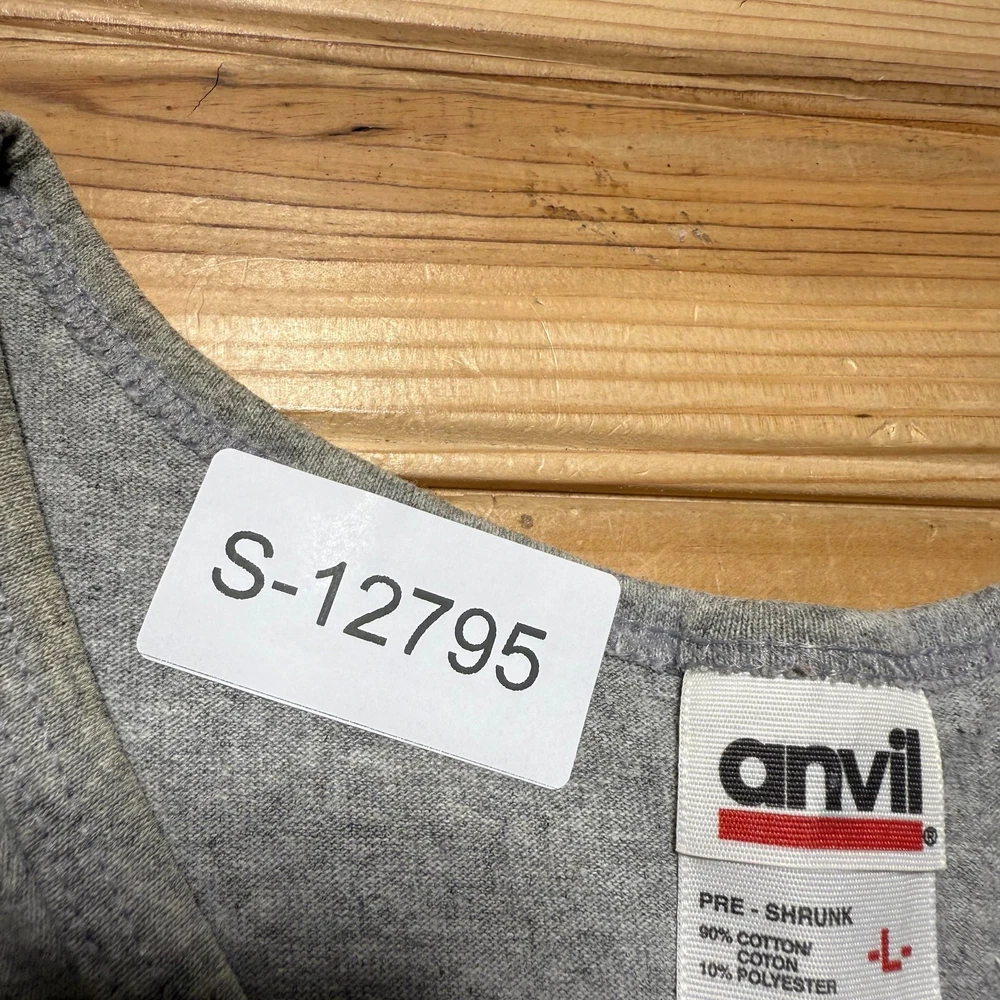 S-12795
anvil®
PRE - SHRUNK
90% COTTON/
COTON
10% POLYESTER
-L-